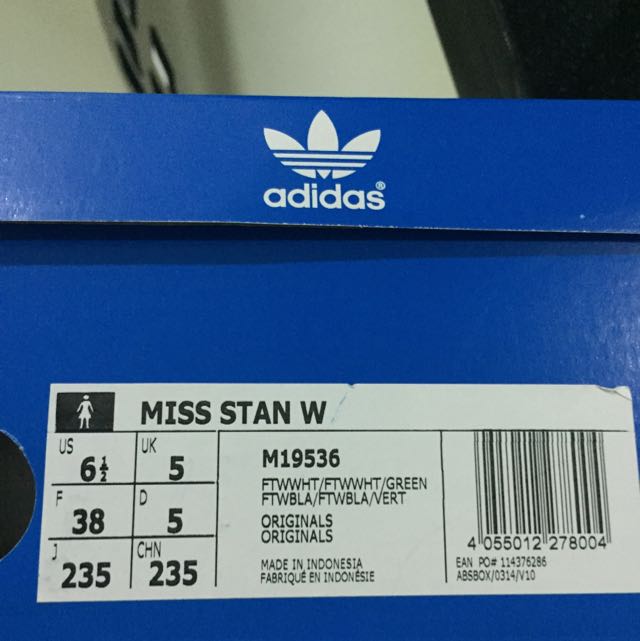 adidas®
MISS STAN W
US
6½
UK
5
F
38
D
5
J
235
CHN
235
M19536
FTWWHT/FTWWHT/GREEN
FTWBLA/FTWBLA/VERT
ORIGINALS
ORIGINALS
MADE IN INDONESIA
FABRIQUÉ EN INDONÉSIE
4 055012 278004
EAN PO# 114376286
ABSBOX/0314/V10